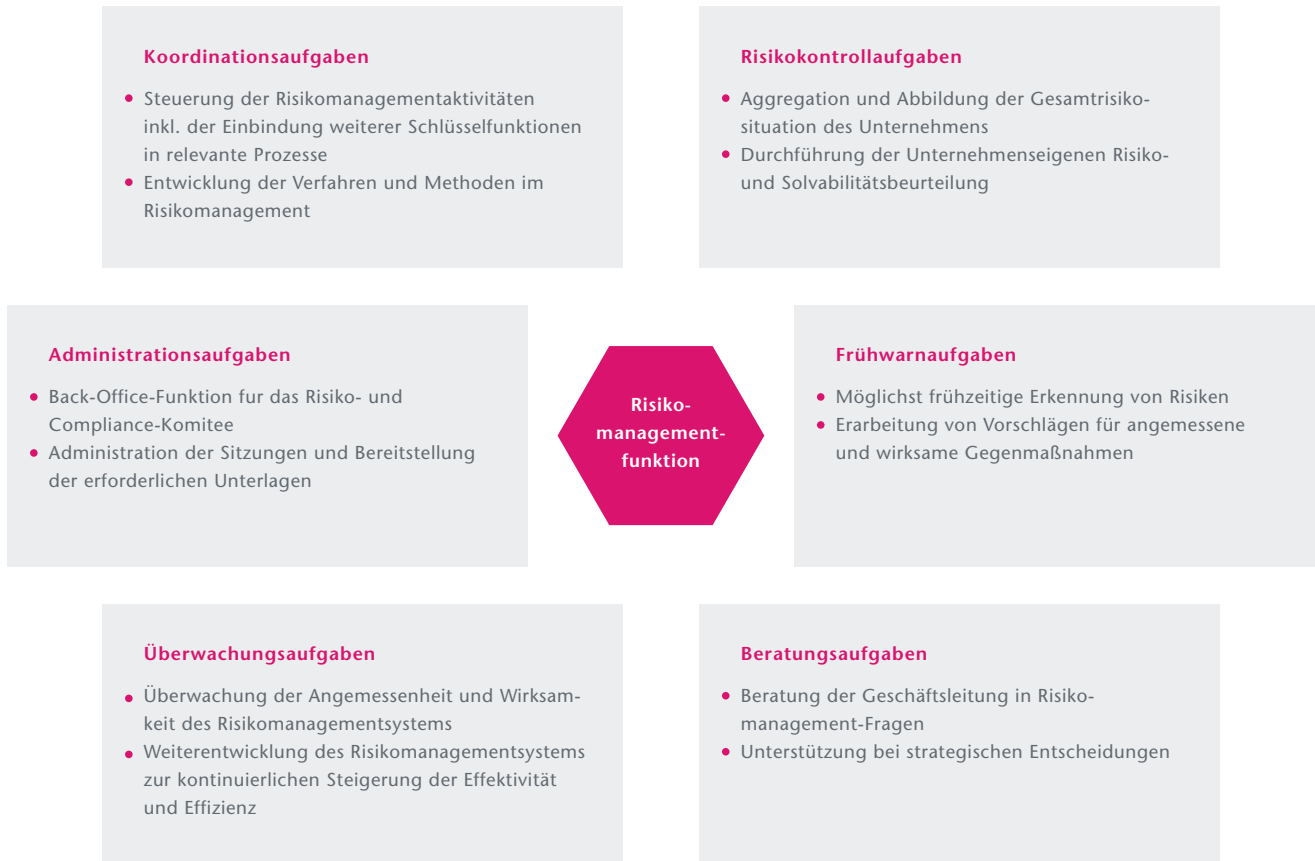 Koordinationsaufgaben
Steuerung der Risikomanagementaktivitäten
inkl. der Einbindung weiterer Schlüsselfunktionen
in relevante Prozesse
Entwicklung der Verfahren und Methoden im
Risikomanagement
Risikokontrollaufgaben
Aggregation und Abbildung der Gesamtrisiko-
situation des Unternehmens
Durchführung der Unternehmenseigenen Risiko-
und Solvabilitätsbeurteilung
Administrationsaufgaben
Back-Office-Funktion fur das Risiko- und
Compliance-Komitee
Administration der Sitzungen und Bereitstellung
der erforderlichen Unterlagen
Risiko-
management-
funktion
Frühwarnaufgaben
Möglichst frühzeitige Erkennung von Risiken
Erarbeitung von Vorschlägen für angemessene
und wirksame Gegenmaßnahmen
Überwachungsaufgaben
Überwachung der Angemessenheit und Wirksam-
keit des Risikomanagementsystems
Weiterentwicklung des Risikomanagementsystems
zur kontinuierlichen Steigerung der Effektivität
und Effizienz
Beratungsaufgaben
Beratung der Geschäftsleitung in Risiko-
management-Fragen
Unterstützung bei strategischen Entscheidungen